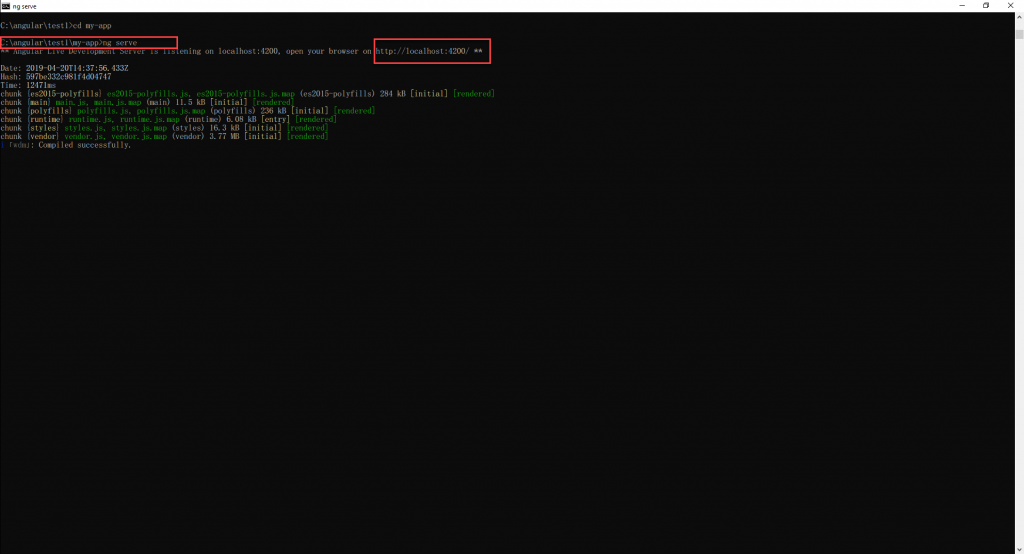 ng serve
C:\angular\test1>cd my-app
C:\angular\test1\my-app>ng serve
** Angular Live Development Server is listening on localhost:4200, open your browser on http://localhost:4200/ **
Date: 2019-04-20T14:37:56.433Z
Hash: 597be332c981f4d04747
Time: 12471ms
chunk {es2015-polyfills} es2015-polyfills.js, es2015-polyfills.js.map (es2015-polyfills) 284 kB [initial] [rendered]
chunk {main} main.js, main.js.map (main) 11.5 kB [initial] [rendered]
chunk {polyfills} polyfills.js, polyfills.js.map (polyfills) 236 kB [initial] [rendered]
chunk {runtime} runtime.js, runtime.js.map (runtime) 6.08 kB [entry] [rendered]
chunk {styles} styles.js, styles.js.map (styles) 16.3 kB [initial] [rendered]
chunk {vendor} vendor.js, vendor.js.map (vendor) 3.77 MB [initial] [rendered]
i 「wdm」: Compiled successfully.